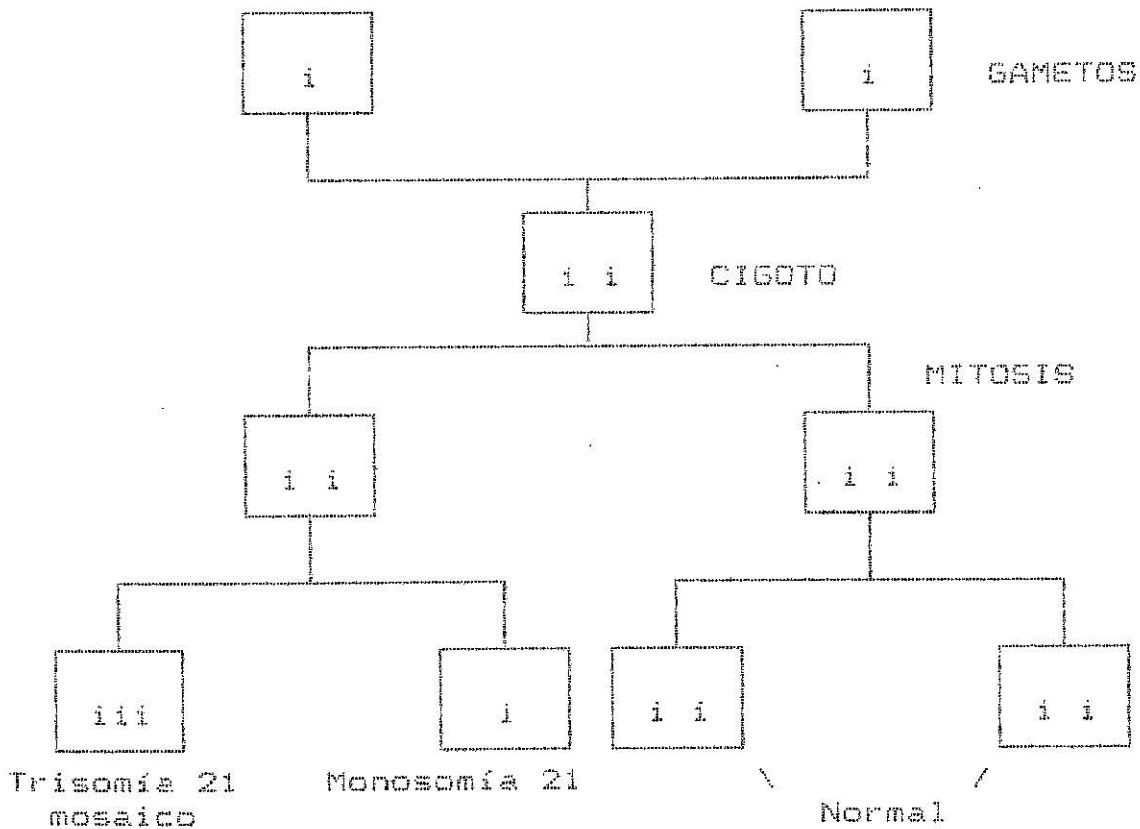 i i GAMETOS
i i CIGOTO
MITOSIS
i i i i
iii i i i i i
Trisomía 21 Monosomía 21
mosaico Normal